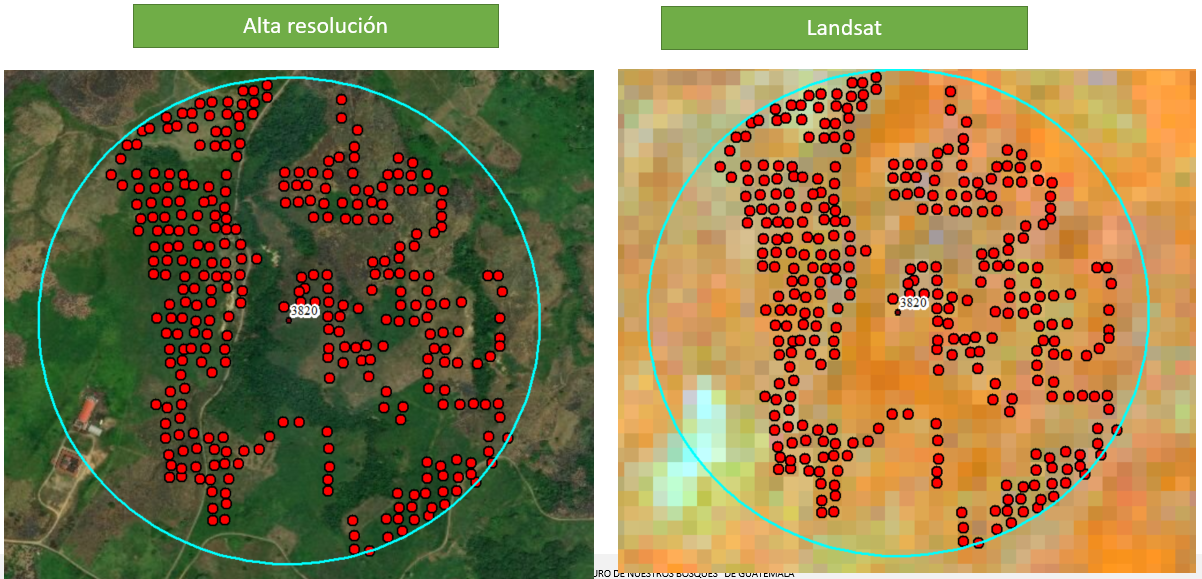 Alta resolución
Landsat
3820
3820
DE NUESTROS BOSQUES" DE GUATEMALA